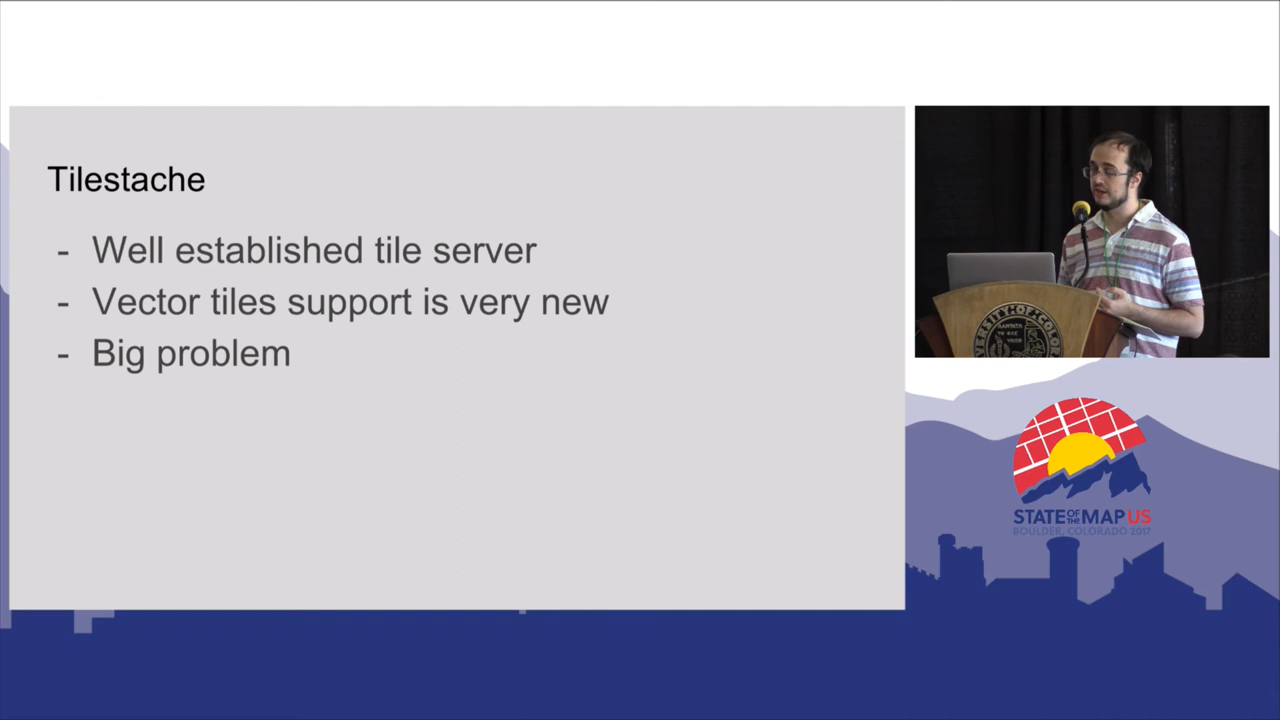 Tilestache
- Well established tile server
- Vector tiles support is very new
- Big problem
STATE OF THE MAP US
BOULDER, COLORADO 2017